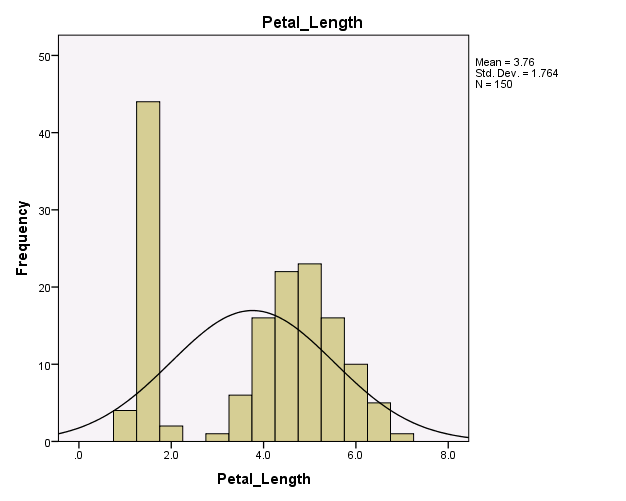 Petal_Length
Mean = 3.76
Std. Dev. = 1.764
N = 150
50
40
30
20
10
0
Frequency
.0
2.0
4.0
6.0
8.0
Petal_Length